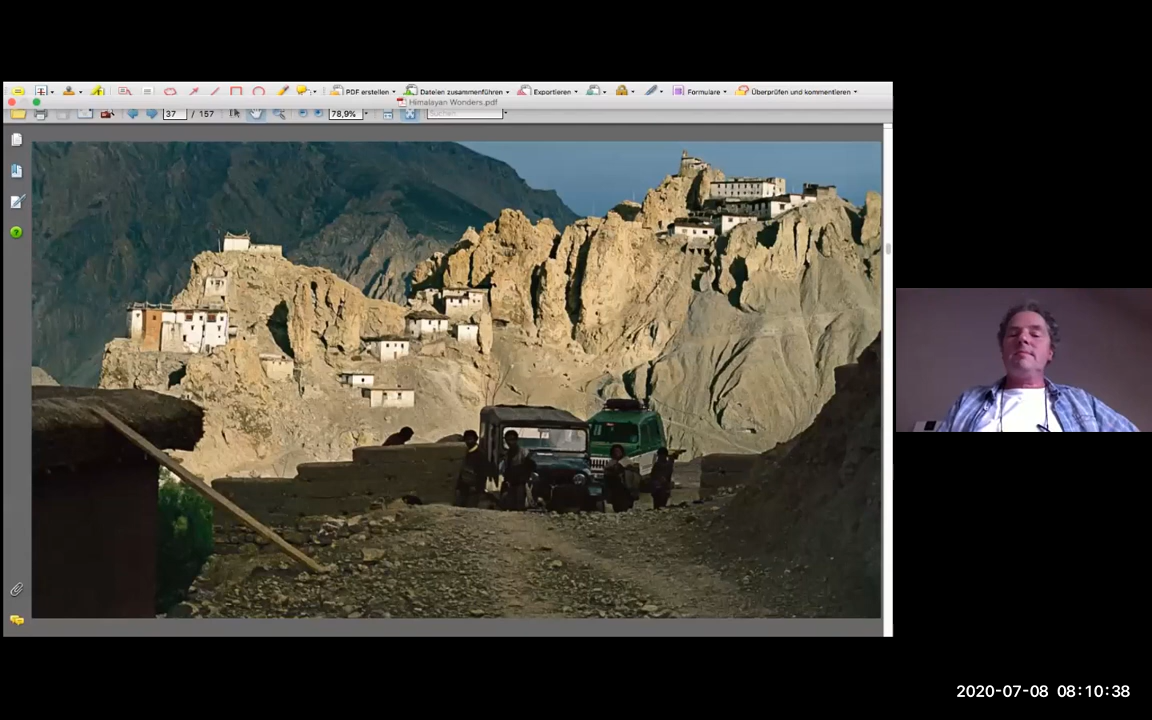 PDF erstellen Dateien zusammenführen Exportieren Formulare Überprüfen und kommentieren
Himalayan Wonders.pdf
37 / 157 78,9% Suchen
2020-07-08 08:10:38